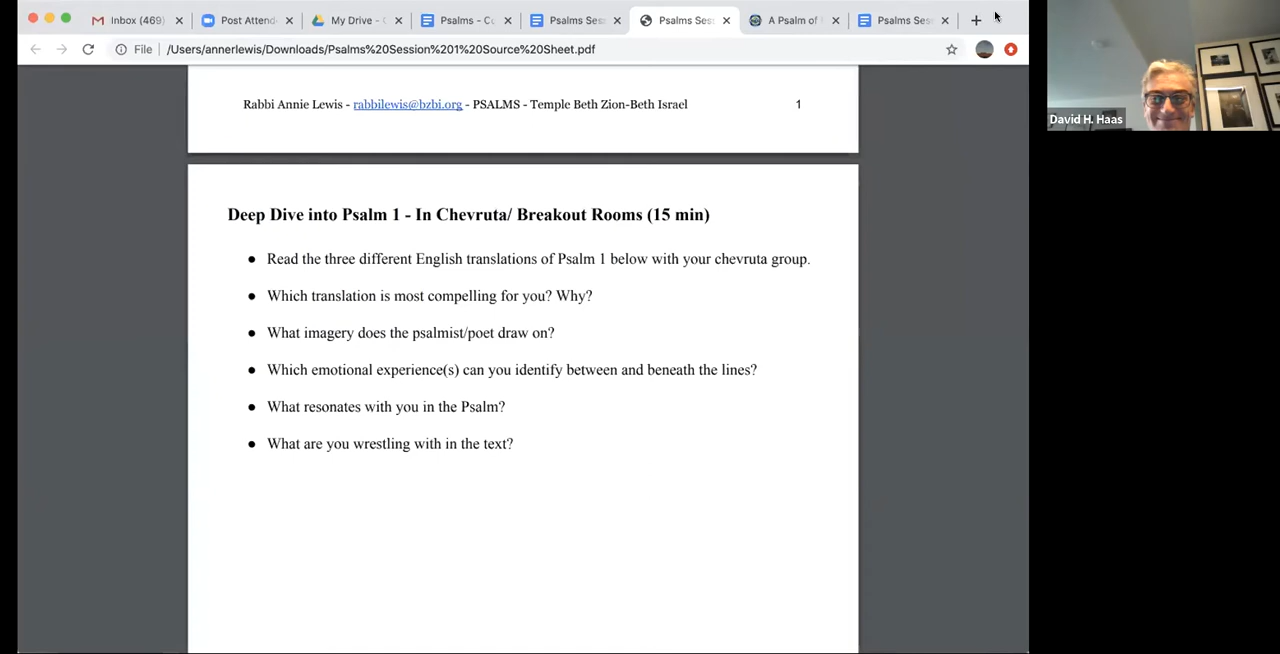 Inbox (469)
Post Attend
My Drive -
Psalms - Co
Psalms Ses
Psalms Ses
A Psalm of
Psalms Ses
File
/Users/annerlewis/Downloads/Psalms%20Session%201%20Source%20Sheet.pdf
Rabbi Annie Lewis - rabbilewis@bzbi.org - PSALMS - Temple Beth Zion-Beth Israel 1
David H. Haas
Deep Dive into Psalm 1 - In Chevruta/ Breakout Rooms (15 min)
● Read the three different English translations of Psalm 1 below with your chevruta group.
● Which translation is most compelling for you? Why?
● What imagery does the psalmist/poet draw on?
● Which emotional experience(s) can you identify between and beneath the lines?
● What resonates with you in the Psalm?
● What are you wrestling with in the text?